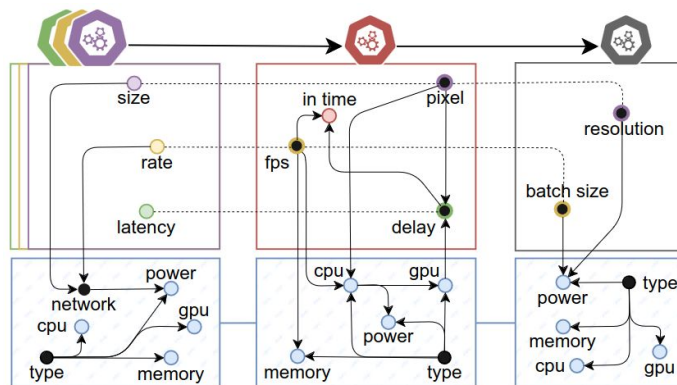 size
rate
latency
in time
pixel
fps
delay
resolution
batch size
network
power
cpu
gpu
type
memory
cpu
gpu
power
memory
type
power
type
memory
cpu
gpu